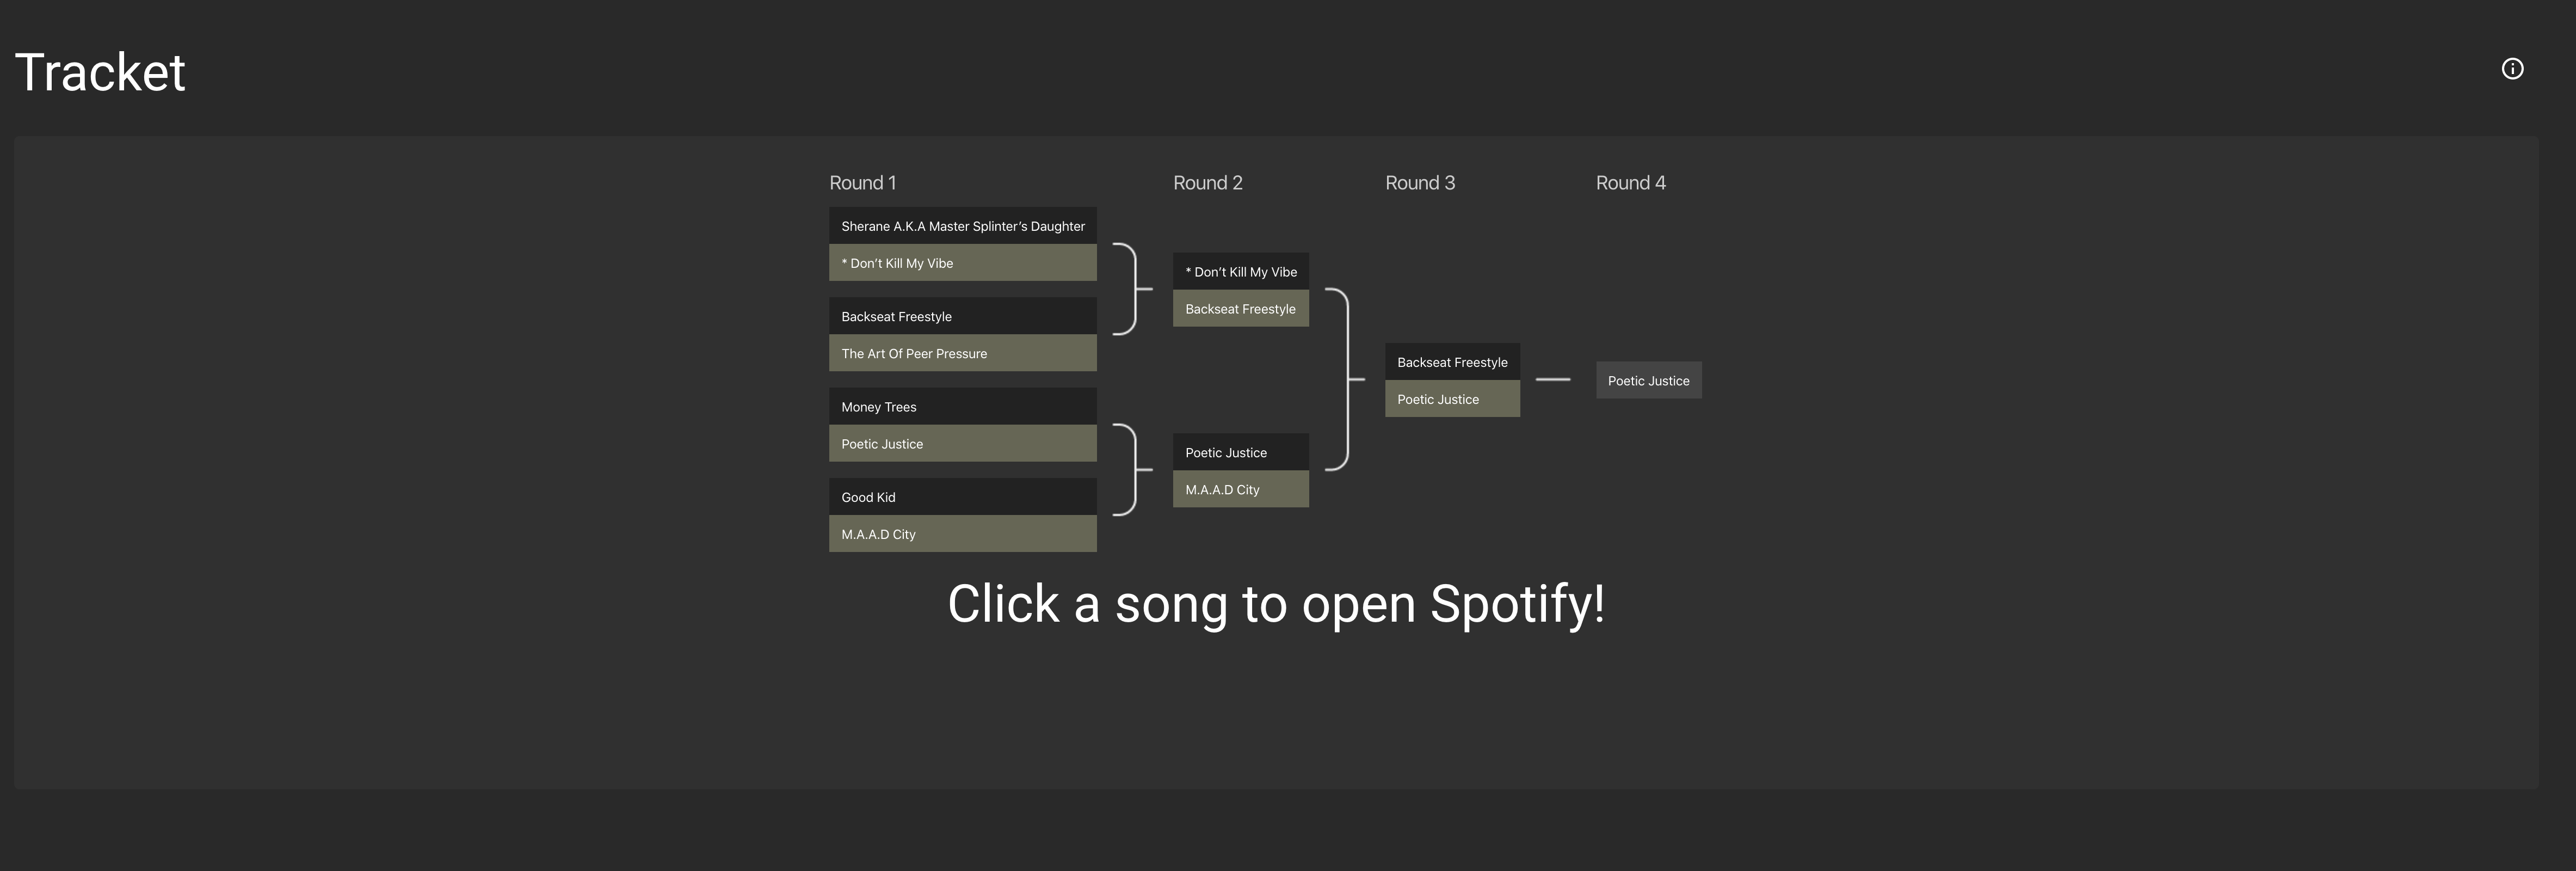 Tracket
Round 1
Round 2
Round 3
Round 4
Sherane A.K.A Master Splinter's Daughter
* Don't Kill My Vibe
Backseat Freestyle
The Art Of Peer Pressure
Money Trees
Poetic Justice
Good Kid
M.A.A.D City
* Don't Kill My Vibe
Backseat Freestyle
Poetic Justice
M.A.A.D City
Backseat Freestyle
Poetic Justice
Poetic Justice
Click a song to open Spotify!